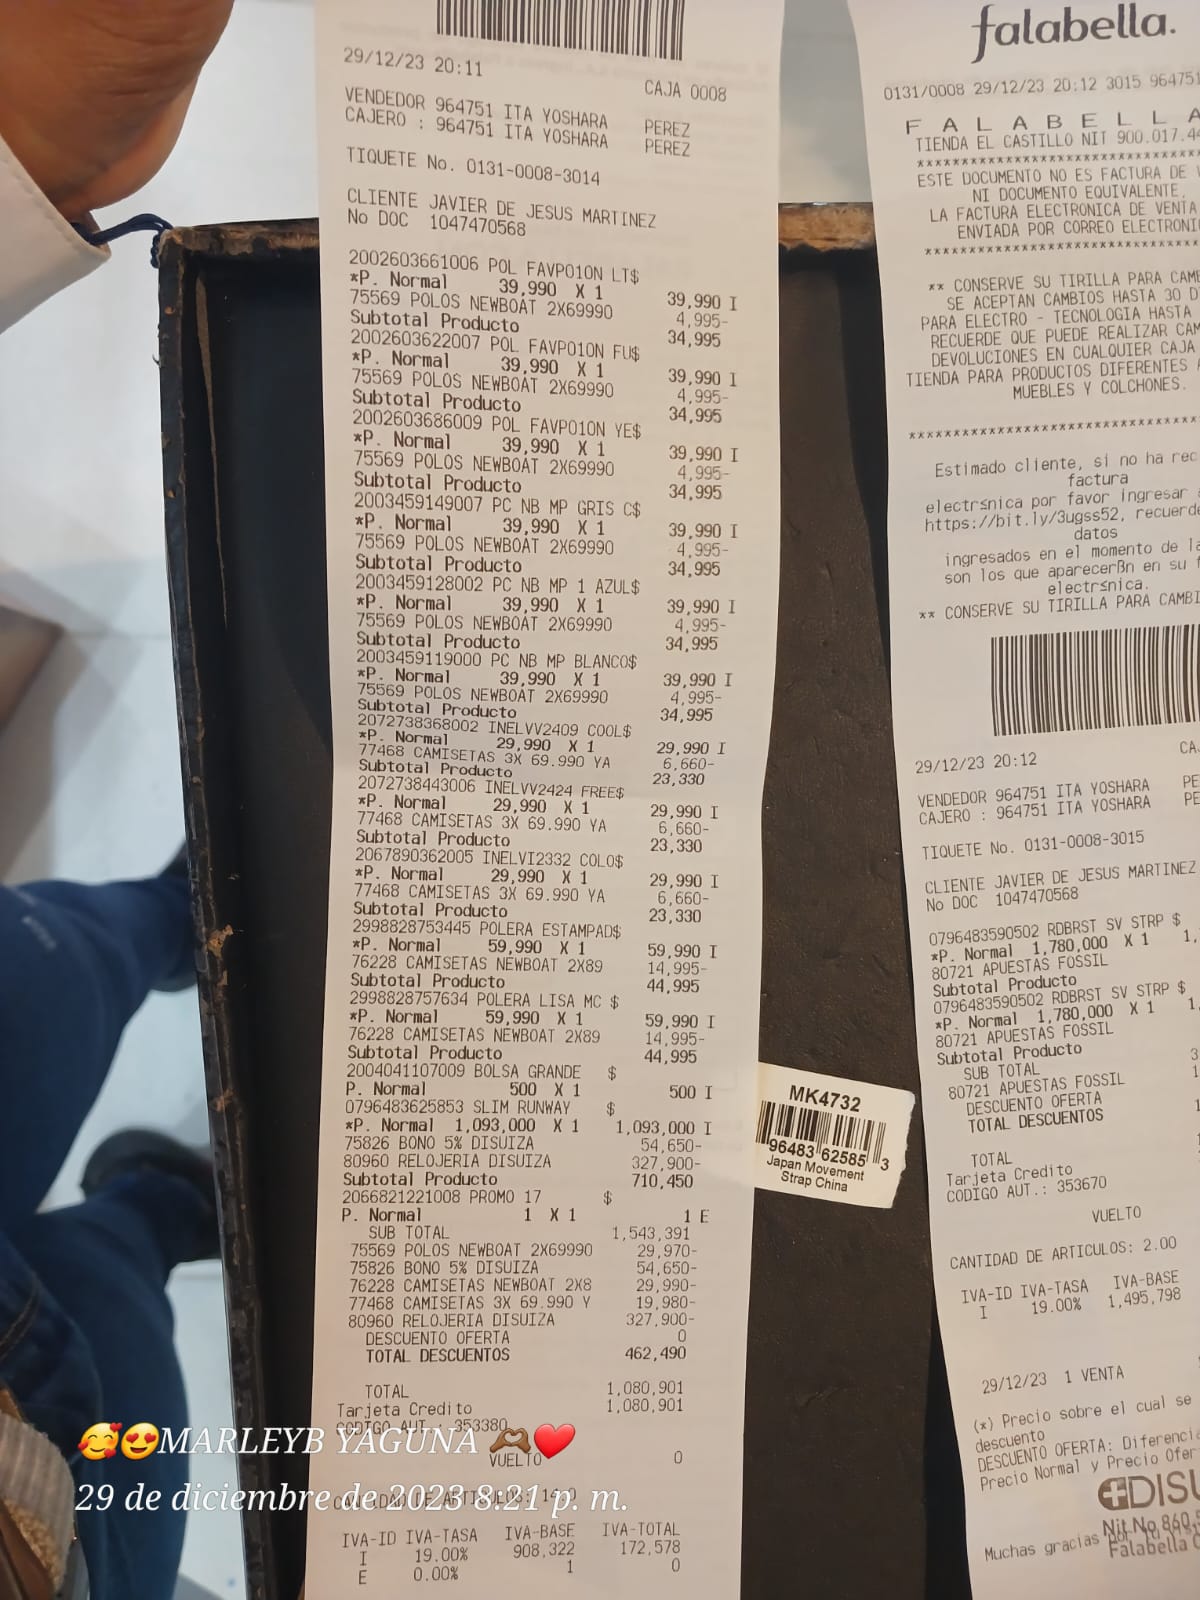 29/12/23 20:11
CAJA 0008
VENDEDOR 964751 ITA YOSHARA PEREZ
CAJERO : 964751 ITA YOSHARA PEREZ
TIQUETE No. 0131-0008-3014
CLIENTE JAVIER DE JESUS MARTINEZ
No DOC 1047470568
2002603661006 POL FAVPO1ON LT$
*P. Normal 39,990 X 1 39,990 I
75569 POLOS NEWBOAT 2X69990 4,995-
Subtotal Producto 34,995
2002603622007 POL FAVPO1ON FU$
*P. Normal 39,990 X 1 39,990 I
75569 POLOS NEWBOAT 2X69990 4,995-
Subtotal Producto 34,995
2002603686009 POL FAVPO1ON YE$
*P. Normal 39,990 X 1 39,990 I
75569 POLOS NEWBOAT 2X69990 4,995-
Subtotal Producto 34,995
2003459149007 PC NB MP GRIS C$
*P. Normal 39,990 X 1 39,990 I
75569 POLOS NEWBOAT 2X69990 4,995-
Subtotal Producto 34,995
2003459128002 PC NB MP 1 AZUL$
*P. Normal 39,990 X 1 39,990 I
75569 POLOS NEWBOAT 2X69990 4,995-
Subtotal Producto 34,995
2003459119000 PC NB MP BLANCO$
*P. Normal 39,990 X 1 39,990 I
75569 POLOS NEWBOAT 2X69990 4,995-
Subtotal Producto 34,995
2072738368002 INELVV2409 COOL$
*P. Normal 29,990 X 1 29,990 I
77468 CAMISETAS 3X 69.990 YA 6,660-
Subtotal Producto 23,330
2072738443006 INELVV2424 FREE$
*P. Normal 29,990 X 1 29,990 I
77468 CAMISETAS 3X 69.990 YA 6,660-
Subtotal Producto 23,330
2067890362005 INELVI2332 COLO$
*P. Normal 29,990 X 1 29,990 I
77468 CAMISETAS 3X 69.990 YA 6,660-
Subtotal Producto 23,330
2998828753445 POLERA ESTAMPAD$
*P. Normal 59,990 X 1 59,990 I
76228 CAMISETAS NEWBOAT 2X89 14,995-
Subtotal Producto 44,995
2998828757634 POLERA LISA MC $
*P. Normal 59,990 X 1 59,990 I
76228 CAMISETAS NEWBOAT 2X89 14,995-
Subtotal Producto 44,995
2004041107009 BOLSA GRANDE $
P. Normal 500 X 1 500 I
0796483625853 SLIM RUNWAY $
*P. Normal 1,093,000 X 1 1,093,000 I
75826 BONO 5% DISUIZA 54,650-
80960 RELOJERIA DISUIZA 327,900-
Subtotal Producto 710,450
2066821221008 PROMO 17 $
P. Normal 1 X 1 1 E
SUB TOTAL 1,543,391
75569 POLOS NEWBOAT 2X69990 29,970-
75826 BONO 5% DISUIZA 54,650-
76228 CAMISETAS NEWBOAT 2X8 29,990-
77468 CAMISETAS 3X 69.990 Y 19,980-
80960 RELOJERIA DISUIZA 327,900-
DESCUENTO OFERTA 0
TOTAL DESCUENTOS 462,490
TOTAL 1,080,901
Tarjeta Credito 1,080,901
CODIGO AUT.: 353380
VUELTO 0
CANTIDAD DE ARTICULOS:
IVA-ID IVA-TASA IVA-BASE IVA-TOTAL
I 19.00% 908,322 172,578
E 0.00% 1 0
🥰😍MARLEYB YAGUNA 🫶🏾❤️
29 de diciembre de 2023 8:21 p. m.
MK4732
96483 62585 3
Japan Movement
Strap China
falabella.
0131/0008 29/12/23 20:12 3015 964751
F A L A B E L L A
TIENDA EL CASTILLO NIT 900.017.44
************************************
ESTE DOCUMENTO NO ES FACTURA DE V
NI DOCUMENTO EQUIVALENTE,
LA FACTURA ELECTRONICA DE VENTA
ENVIADA POR CORREO ELECTRONI
************************************
** CONSERVE SU TIRILLA PARA CAMB
SE ACEPTAN CAMBIOS HASTA 30 D
PARA ELECTRO - TECNOLOGIA HASTA
RECUERDE QUE PUEDE REALIZAR CAM
DEVOLUCIONES EN CUALQUIER CAJA
TIENDA PARA PRODUCTOS DIFERENTES A
MUEBLES Y COLCHONES.
************************************
Estimado cliente, si no ha rec
factura
electrsnica por favor ingresar
https://bit.ly/3ugss52, recuerde
datos
ingresados en el momento de la
son los que aparecerßn en su f
electrsnica.
** CONSERVE SU TIRILLA PARA CAMBI
29/12/23 20:12 CA
VENDEDOR 964751 ITA YOSHARA PE
CAJERO : 964751 ITA YOSHARA PE
TIQUETE No. 0131-0008-3015
CLIENTE JAVIER DE JESUS MARTINEZ
No DOC 1047470568
0796483590502 RDBRST SV STRP $
*P. Normal 1,780,000 X 1 1,
80721 APUESTAS FOSSIL
Subtotal Producto
0796483590502 RDBRST SV STRP $
*P. Normal 1,780,000 X 1 1,
80721 APUESTAS FOSSIL
Subtotal Producto
SUB TOTAL 3
80721 APUESTAS FOSSIL 1
DESCUENTO OFERTA
TOTAL DESCUENTOS 1
TOTAL
Tarjeta Credito
CODIGO AUT.: 353670
VUELTO
CANTIDAD DE ARTICULOS: 2.00
IVA-ID IVA-TASA IVA-BASE
I 19.00% 1,495,798
29/12/23 1 VENTA
(*) Precio sobre el cual se
descuento
DESCUENTO OFERTA: Diferenci
Precio Normal y Precio Ofer
DISU
Nit.No 860.5
Muchas gracias por
Falabella C